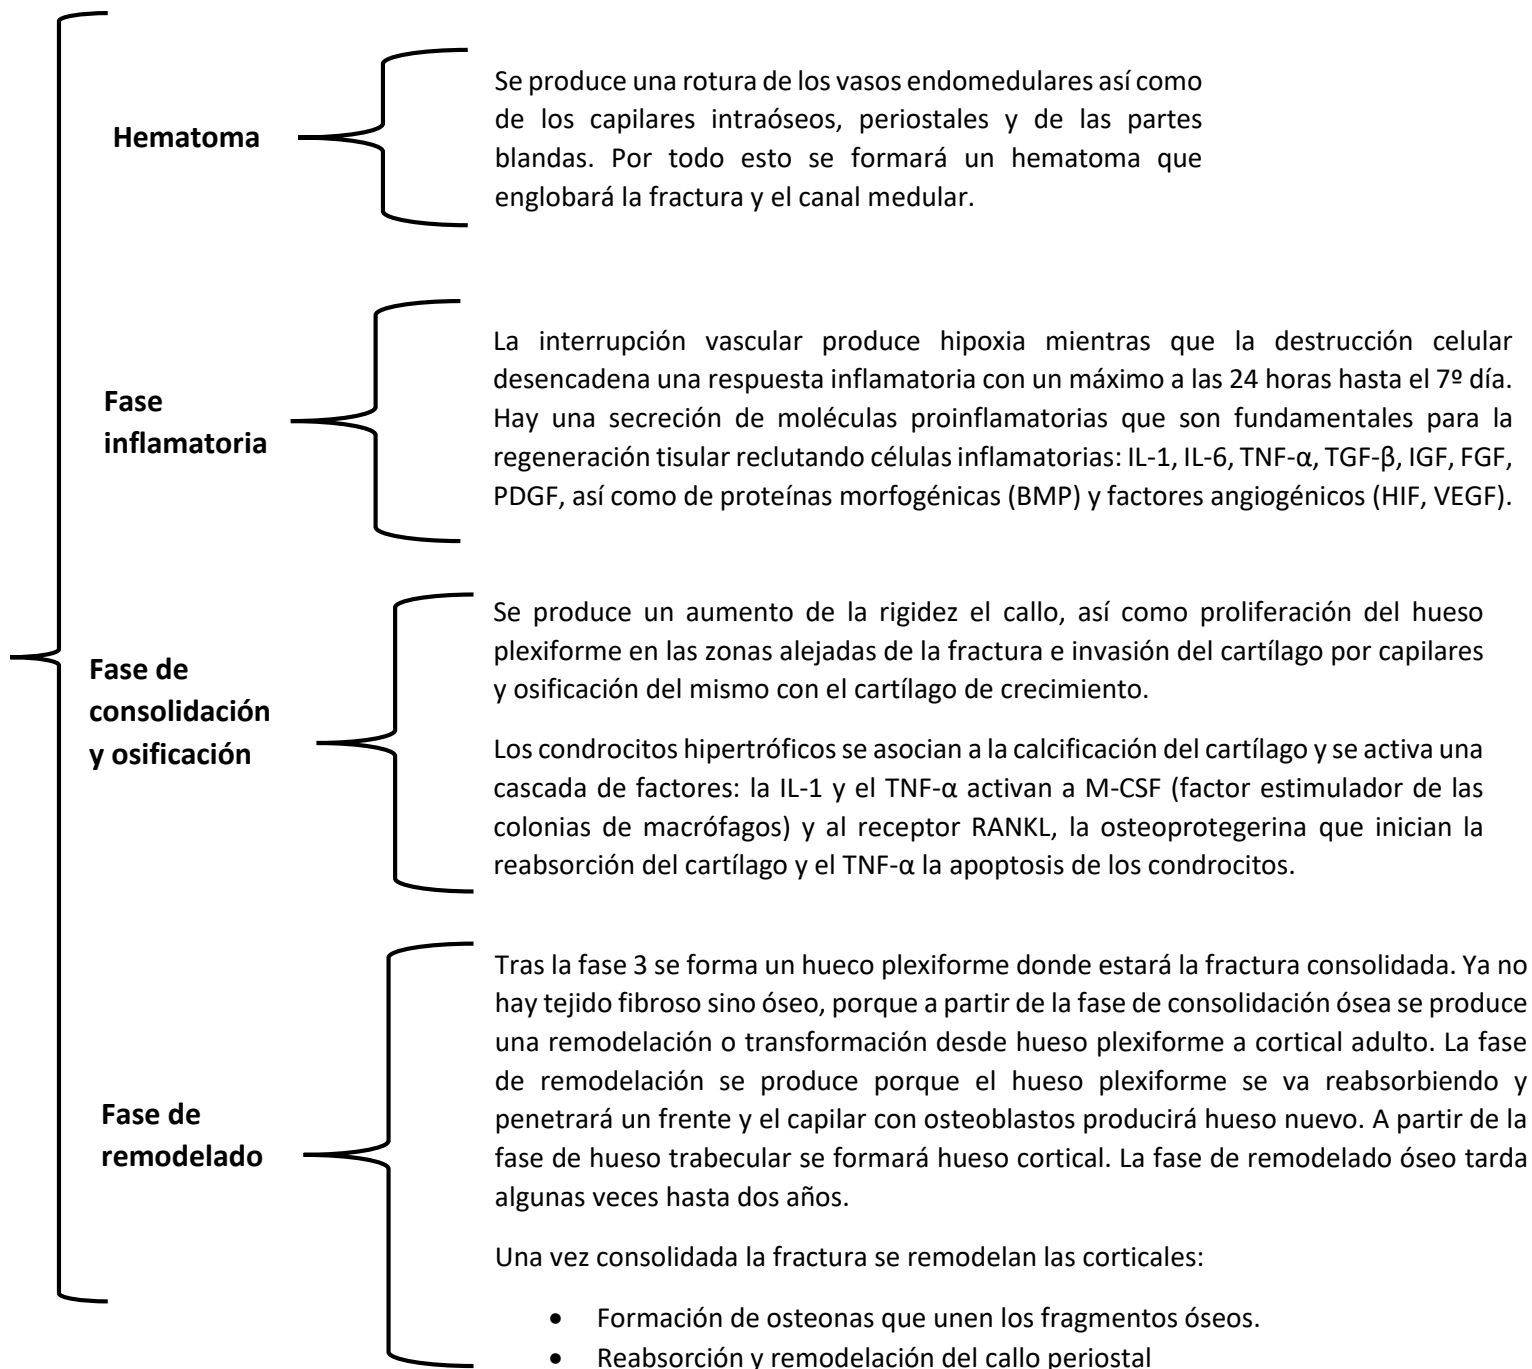 Hematoma
Se produce una rotura de los vasos endomedulares así como
de los capilares intraóseos, periostales y de las partes
blandas. Por todo esto se formará un hematoma que
englobará la fractura y el canal medular.
Fase
inflamatoria
La interrupción vascular produce hipoxia mientras que la destrucción celular
desencadena una respuesta inflamatoria con un máximo a las 24 horas hasta el 7º día.
Hay una secreción de moléculas proinflamatorias que son fundamentales para la
regeneración tisular reclutando células inflamatorias: IL-1, IL-6, TNF-α, TGF-β, IGF, FGF,
PDGF, así como de proteínas morfogénicas (BMP) y factores angiogénicos (HIF, VEGF).
Fase de
consolidación
y osificación
Se produce un aumento de la rigidez el callo, así como proliferación del hueso
plexiforme en las zonas alejadas de la fractura e invasión del cartílago por capilares
y osificación del mismo con el cartílago de crecimiento.
Los condrocitos hipertróficos se asocian a la calcificación del cartílago y se activa una
cascada de factores: la IL-1 y el TNF-α activan a M-CSF (factor estimulador de las
colonias de macrófagos) y al receptor RANKL, la osteoprotegerina que inician la
reabsorción del cartílago y el TNF-α la apoptosis de los condrocitos.
Fase de
remodelado
Tras la fase 3 se forma un hueco plexiforme donde estará la fractura consolidada. Ya no
hay tejido fibroso sino óseo, porque a partir de la fase de consolidación ósea se produce
una remodelación o transformación desde hueso plexiforme a cortical adulto. La fase
de remodelación se produce porque el hueso plexiforme se va reabsorbiendo y
penetrará un frente y el capilar con osteoblastos producirá hueso nuevo. A partir de la
fase de hueso trabecular se formará hueso cortical. La fase de remodelado óseo tarda
algunas veces hasta dos años.
Una vez consolidada la fractura se remodelan las corticales:
• Formación de osteonas que unen los fragmentos óseos.
• Reabsorción y remodelación del callo periostal